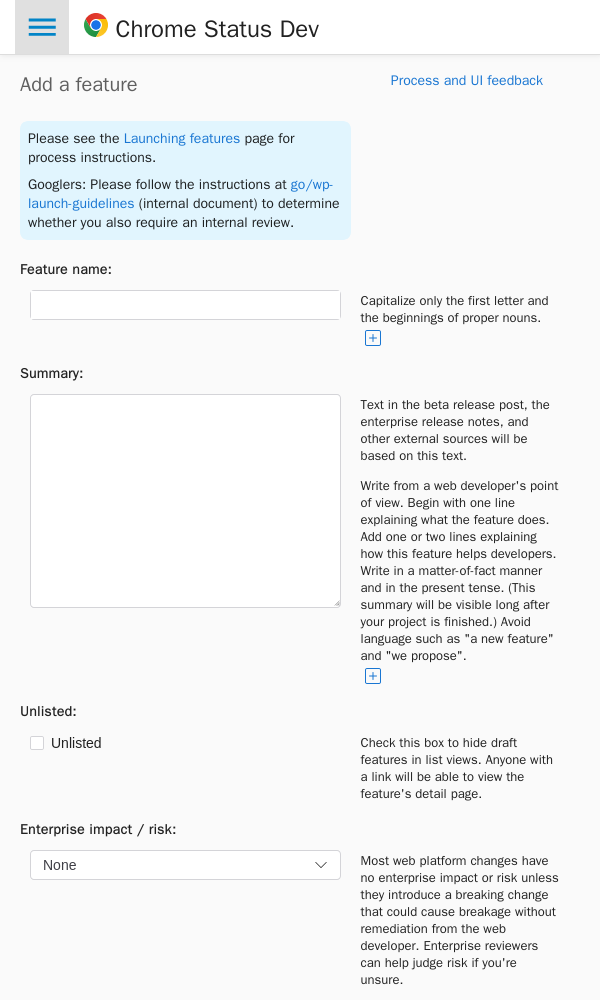 Chrome Status Dev
Add a feature
Process and UI feedback
Please see the Launching features page for
process instructions.
Googlers: Please follow the instructions at go/wp-
launch-guidelines (internal document) to determine
whether you also require an internal review.
Feature name:
Capitalize only the first letter and
the beginnings of proper nouns.
Summary:
Text in the beta release post, the
enterprise release notes, and
other external sources will be
based on this text.
Write from a web developer's point
of view. Begin with one line
explaining what the feature does.
Add one or two lines explaining
how this feature helps developers.
Write in a matter-of-fact manner
and in the present tense. (This
summary will be visible long after
your project is finished.) Avoid
language such as "a new feature"
and "we propose".
Unlisted:
Unlisted
Check this box to hide draft
features in list views. Anyone with
a link will be able to view the
feature's detail page.
Enterprise impact / risk:
None
Most web platform changes have
no enterprise impact or risk unless
they introduce a breaking change
that could cause breakage without
remediation from the web
developer. Enterprise reviewers
can help judge risk if you're
unsure.